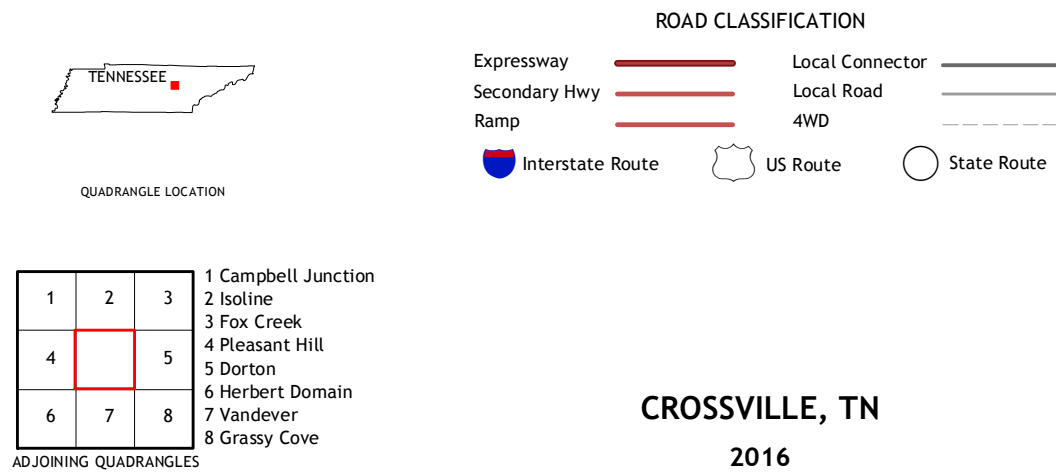 TENNESSEE
QUADRANGLE LOCATION
ROAD CLASSIFICATION
Expressway
Secondary Hwy
Ramp
Local Connector
Local Road
4WD
Interstate Route
US Route
State Route
1 2 3
4 5
6 7 8
ADJOINING QUADRANGLES
1 Campbell Junction
2 Isoline
3 Fox Creek
4 Pleasant Hill
5 Dorton
6 Herbert Domain
7 Vandever
8 Grassy Cove
CROSSVILLE, TN
2016